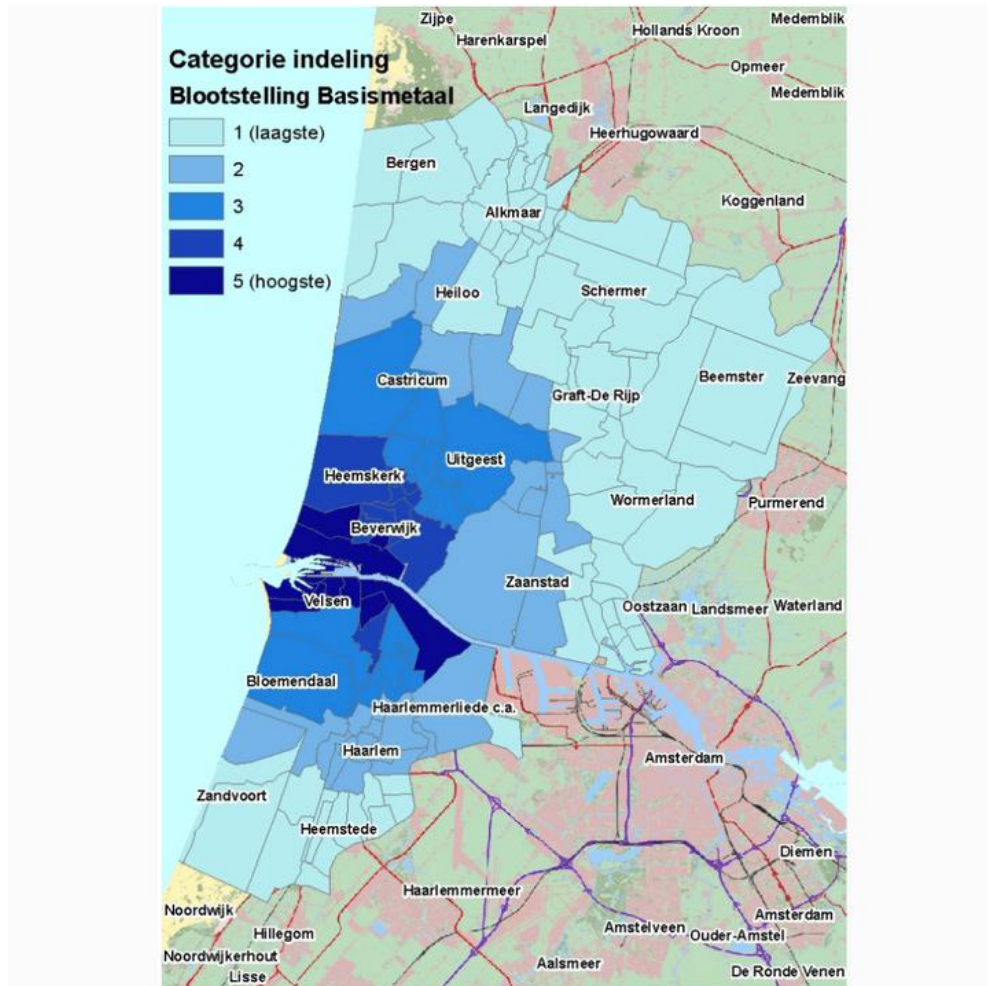 Zijpe
Medemblik
Harenkarspel
Hollands Kroon
Categorie indeling
Opmeer
Blootstelling Basismetaal
Medemblik
Langedijk
1 (laagste)
Heerhugowaard
2
Bergen
3
Koggenland
Alkmaar
4
5 (hoogste)
Heiloo
Schermer
Castricum
Beemster
Zeevang
Graft-De Rijp
Uitgeest
Heemskerk
Wormerland
Purmerend
Beverwijk
Zaanstad
Velsen
Oostzaan
Landsmeer
Waterland
Bloemendaal
Haarlemmerliede c.a.
Haarlem
Amsterdam
Zandvoort
Heemstede
Diemen
Haarlemmermeer
Noordwijk
Amsterdam
Hillegom
Amstelveen
Ouder-Amstel
Noordwijkerhout
Aalsmeer
Lisse
De Ronde Venen